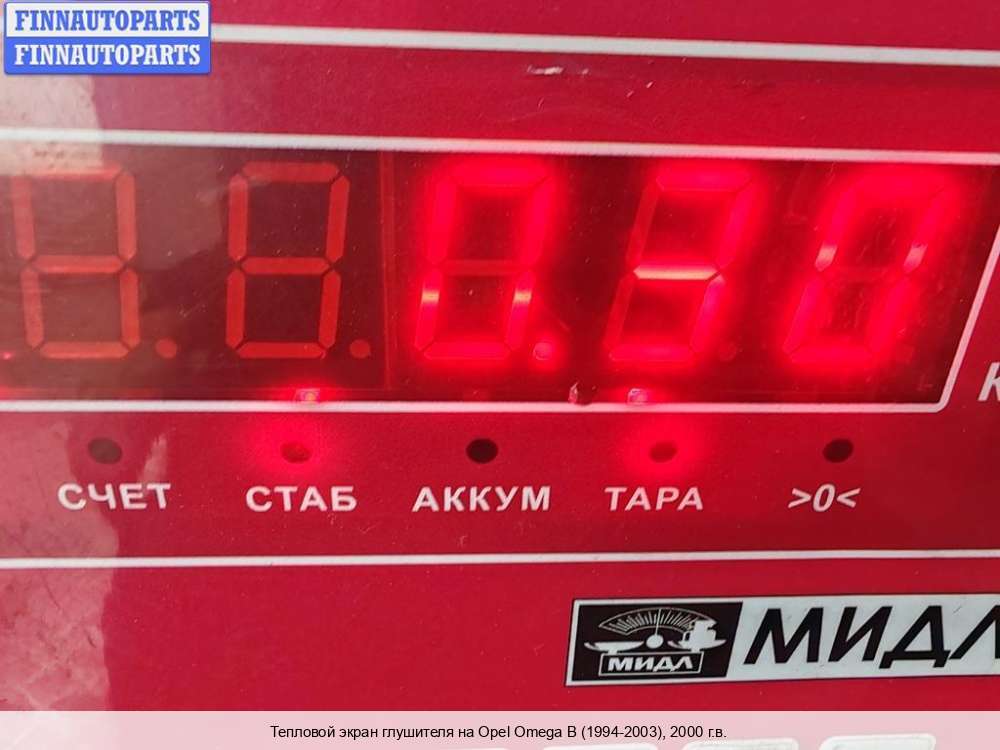 FINNAUTOPARTS
FINNAUTOPARTS
0.30
СЧЕТ СТАБ АККУМ ТАРА >0<
МИДЛ МИДЛ
Тепловой экран глушителя на Opel Omega B (1994-2003), 2000 г.в.